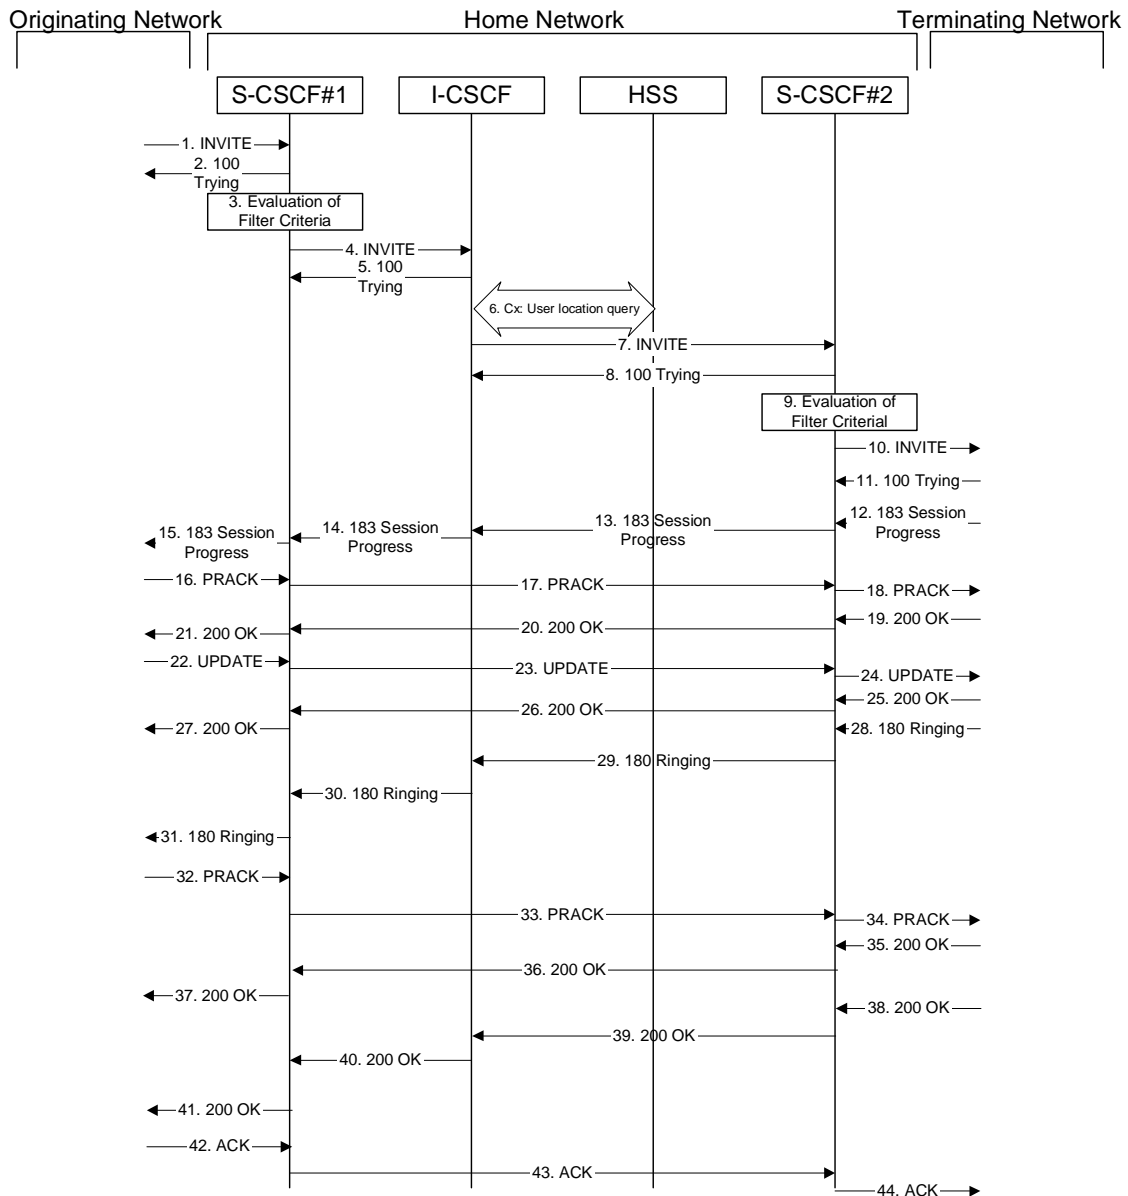 Originating Network
Home Network
Terminating Network
S-CSCF#1
I-CSCF
HSS
S-CSCF#2
1. INVITE
2. 100
Trying
3. Evaluation of
Filter Criteria
4. INVITE
5. 100
Trying
6. Cx: User location query
7. INVITE
8. 100 Trying
9. Evaluation of
Filter Criterial
10. INVITE
11. 100 Trying
12. 183 Session
Progress
13. 183 Session
Progress
14. 183 Session
Progress
15. 183 Session
Progress
16. PRACK
17. PRACK
18. PRACK
19. 200 OK
20. 200 OK
21. 200 OK
22. UPDATE
23. UPDATE
24. UPDATE
25. 200 OK
26. 200 OK
27. 200 OK
28. 180 Ringing
29. 180 Ringing
30. 180 Ringing
31. 180 Ringing
32. PRACK
33. PRACK
34. PRACK
35. 200 OK
36. 200 OK
37. 200 OK
38. 200 OK
39. 200 OK
40. 200 OK
41. 200 OK
42. ACK
43. ACK
44. ACK